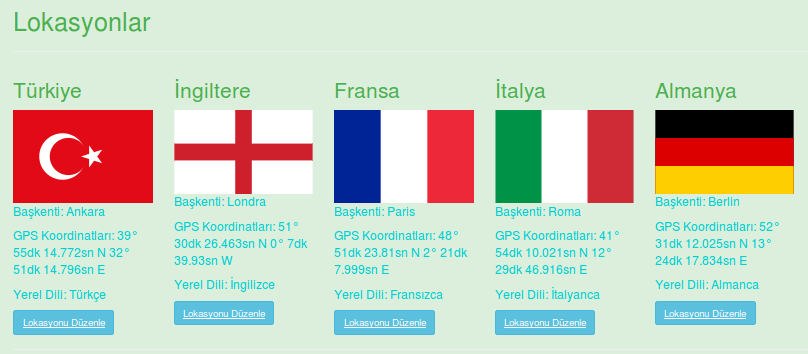 Lokasyonlar
Türkiye
Başkenti: Ankara
GPS Koordinatları: 39°
55dk 14.772sn N 32°
51dk 14.796sn E
Yerel Dili: Türkçe
Lokasyonu Düzenle
İngiltere
Başkenti: Londra
GPS Koordinatları: 51°
30dk 26.463sn N 0° 7dk
39.93sn W
Yerel Dili: İngilizce
Lokasyonu Düzenle
Fransa
Başkenti: Paris
GPS Koordinatları: 48°
51dk 23.81sn N 2° 21dk
7.999sn E
Yerel Dili: Fransızca
Lokasyonu Düzenle
İtalya
Başkenti: Roma
GPS Koordinatları: 41°
54dk 10.021sn N 12°
29dk 46.916sn E
Yerel Dili: İtalyanca
Lokasyonu Düzenle
Almanya
Başkenti: Berlin
GPS Koordinatları: 52°
31dk 12.025sn N 13°
24dk 17.834sn E
Yerel Dili: Almanca
Lokasyonu Düzenle